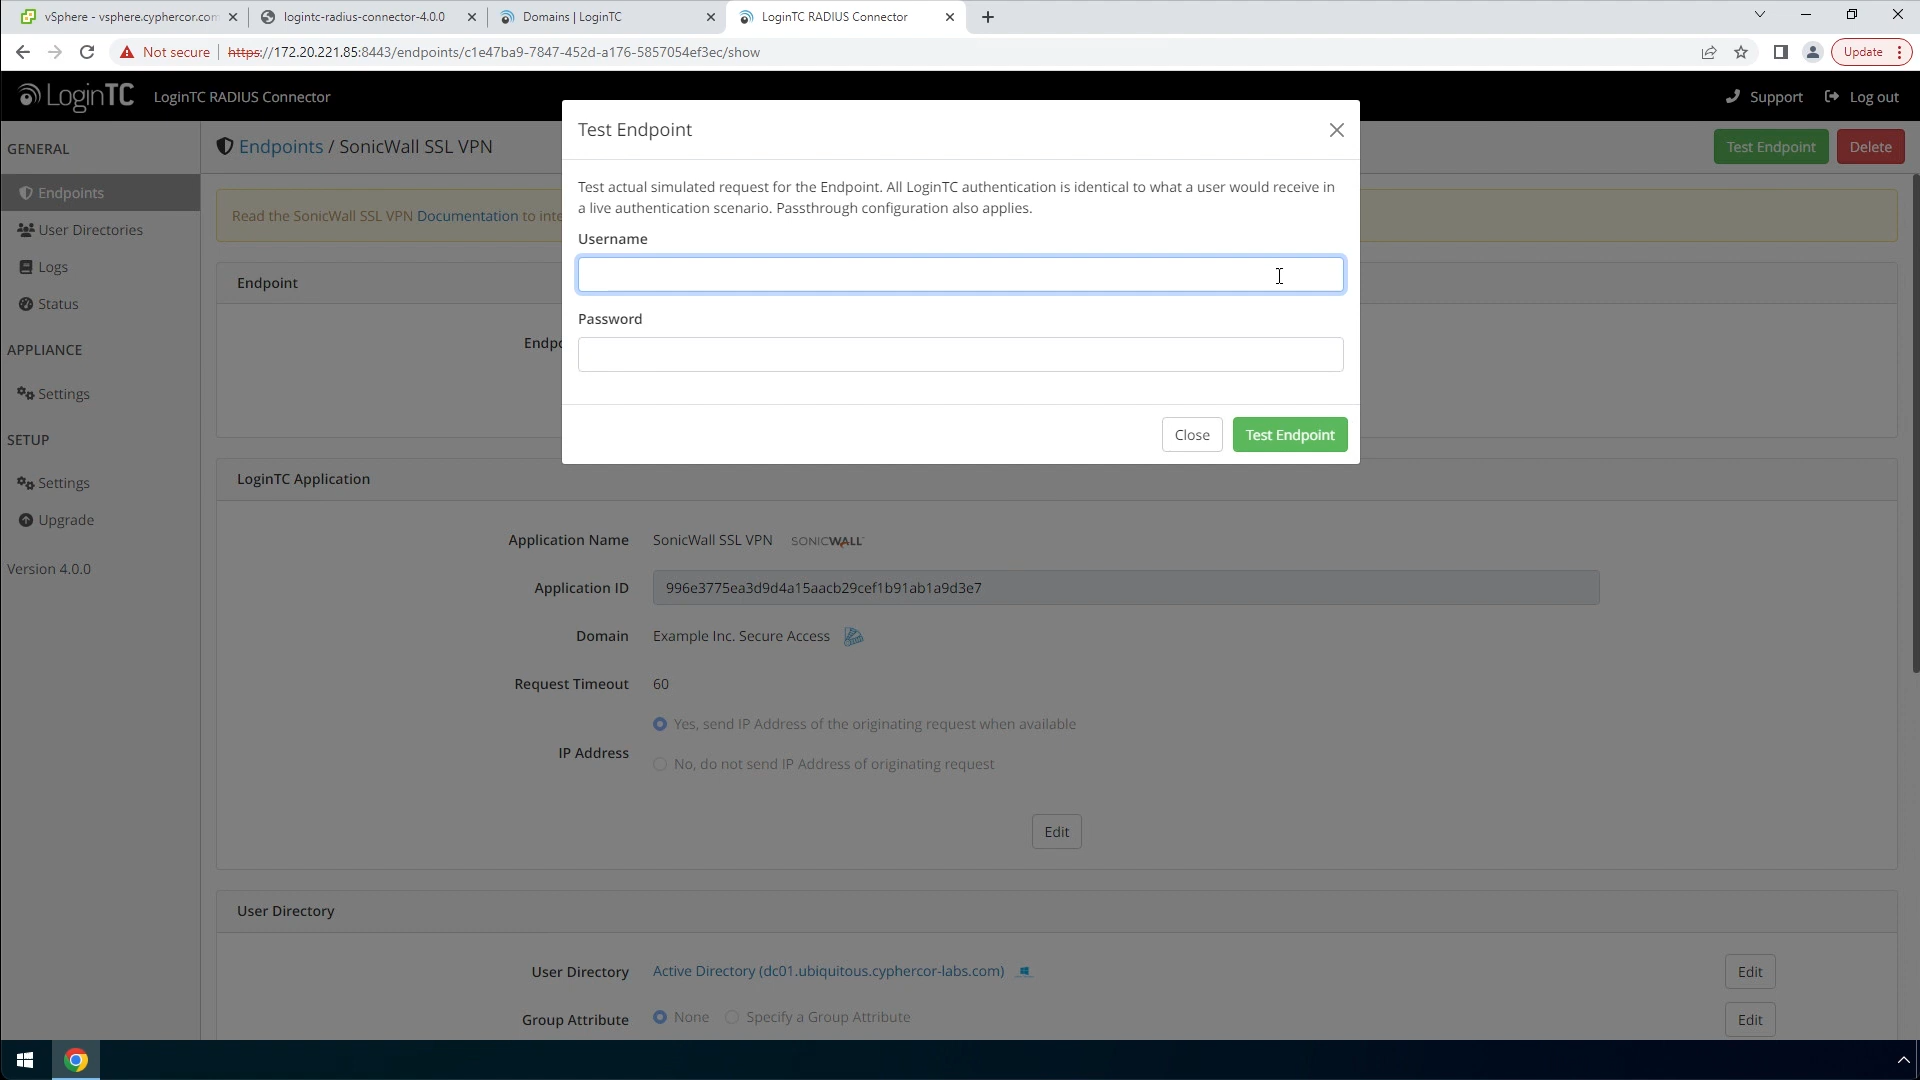 vSphere - vsphere.cyphercor.com
logintc-radius-connector-4.0.0
Domains | LoginTC
LoginTC RADIUS Connector
Not secure
https://172.20.221.85:8443/endpoints/c1e47ba9-7847-452d-a176-5857054ef3ec/show
Update
LoginTC
LoginTC RADIUS Connector
Support
Log out
GENERAL
Endpoints
User Directories
Logs
Status
APPLIANCE
Settings
SETUP
Settings
Upgrade
Version 4.0.0
Endpoints / SonicWall SSL VPN
Test Endpoint
Delete
Read the SonicWall SSL VPN Documentation to inte
Endpoint
Endpo
Test Endpoint
Test actual simulated request for the Endpoint. All LoginTC authentication is identical to what a user would receive in
a live authentication scenario. Passthrough configuration also applies.
Username
Password
Close
Test Endpoint
LoginTC Application
Application Name
SonicWall SSL VPN
SONICWALL
Application ID
996e3775ea3d9d4a15aacb29cef1b91ab1a9d3e7
Domain
Example Inc. Secure Access
Request Timeout
60
IP Address
Yes, send IP Address of the originating request when available
No, do not send IP Address of originating request
Edit
User Directory
User Directory
Active Directory (dc01.ubiquitous.cyphercor-labs.com)
Edit
Group Attribute
None
Specify a Group Attribute
Edit